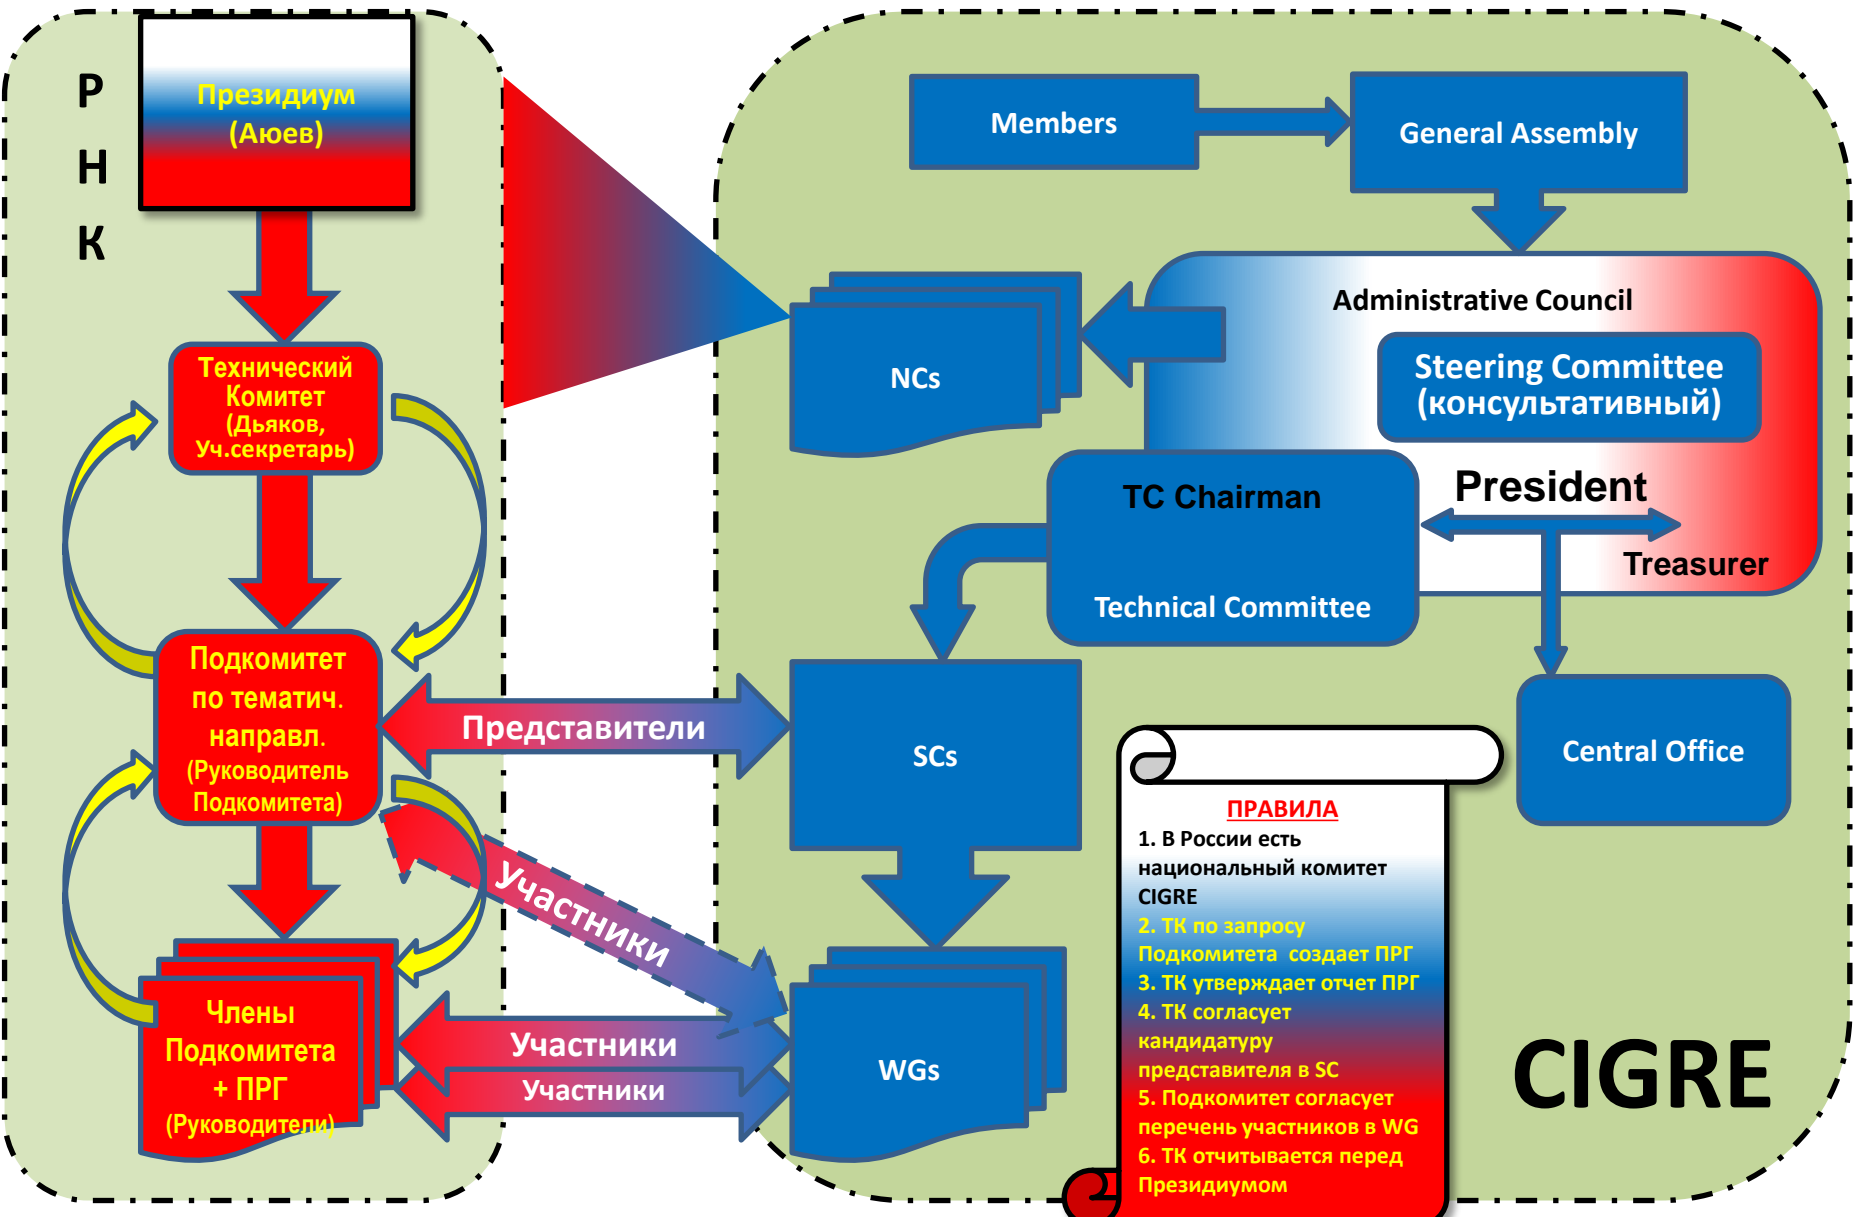 Р
Н
К
Президиум
(Аюев)
Технический
Комитет
(Дьяков,
Уч.секретарь)
Подкомитет
по тематич.
направл.
(Руководитель
Подкомитета)
Члены
Подкомитета
+ ПРГ
(Руководители)
Представители
Участники
Участники
Участники
Members
General Assembly
Administrative Council
Steering Committee
(консультативный)
NCs
TC Chairman
Technical Committee
President
Treasurer
Central Office
SCs
WGs
ПРАВИЛА
1. В России есть
национальный комитет
CIGRE
2. ТК по запросу
Подкомитета создает ПРГ
3. ТК утверждает отчет ПРГ
4. ТК согласует
кандидатуру
представителя в SC
5. Подкомитет согласует
перечень участников в WG
6. ТК отчитывается перед
Президиумом
CIGRE